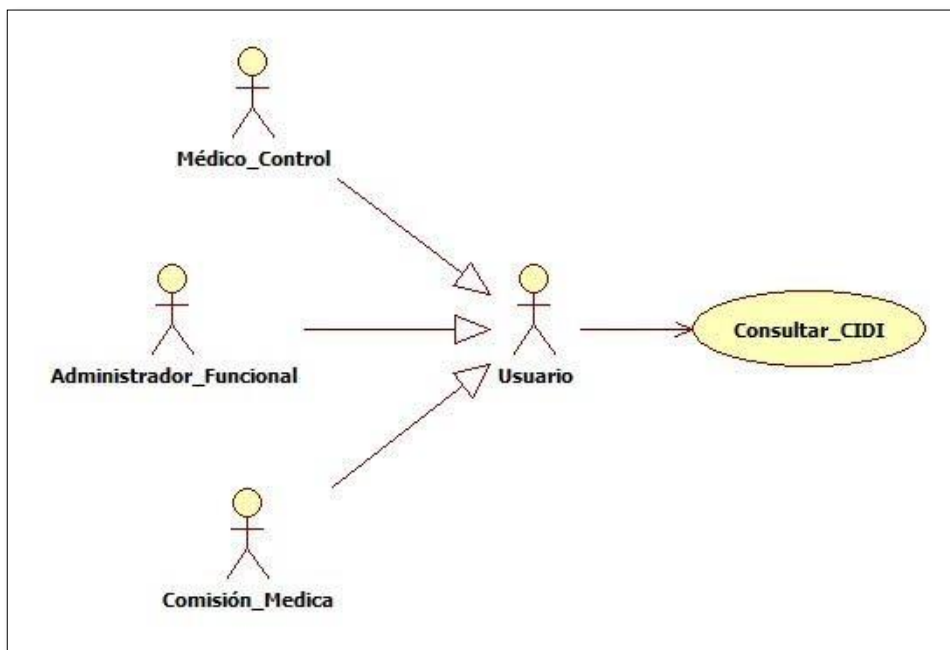 Médico_Control
Administrador_Funcional
Usuario
Consultar_CIDI
Comisión_Medica